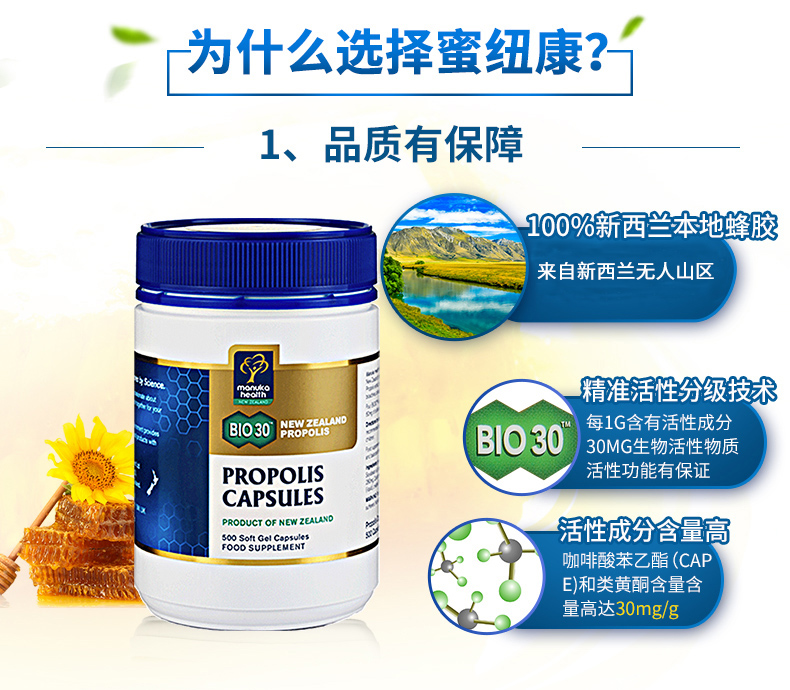 为什么选择蜜纽康？
1、品质有保障
100%新西兰本地蜂胶
来自新西兰无人山区
精准活性分级技术
每1G含有活性成分
30MG生物活性物质
活性功能有保证
BIO 30™
活性成分含量高
咖啡酸苯乙酯（CAP
E)和类黄酮含量含
量高达30mg/g
manuka
health
NEW ZEALAND
BIO 30™
NEW ZEALAND
PROPOLIS
PROPOLIS
CAPSULES
PRODUCT OF NEW ZEALAND
500 Soft Gel Capsules
FOOD SUPPLEMENT